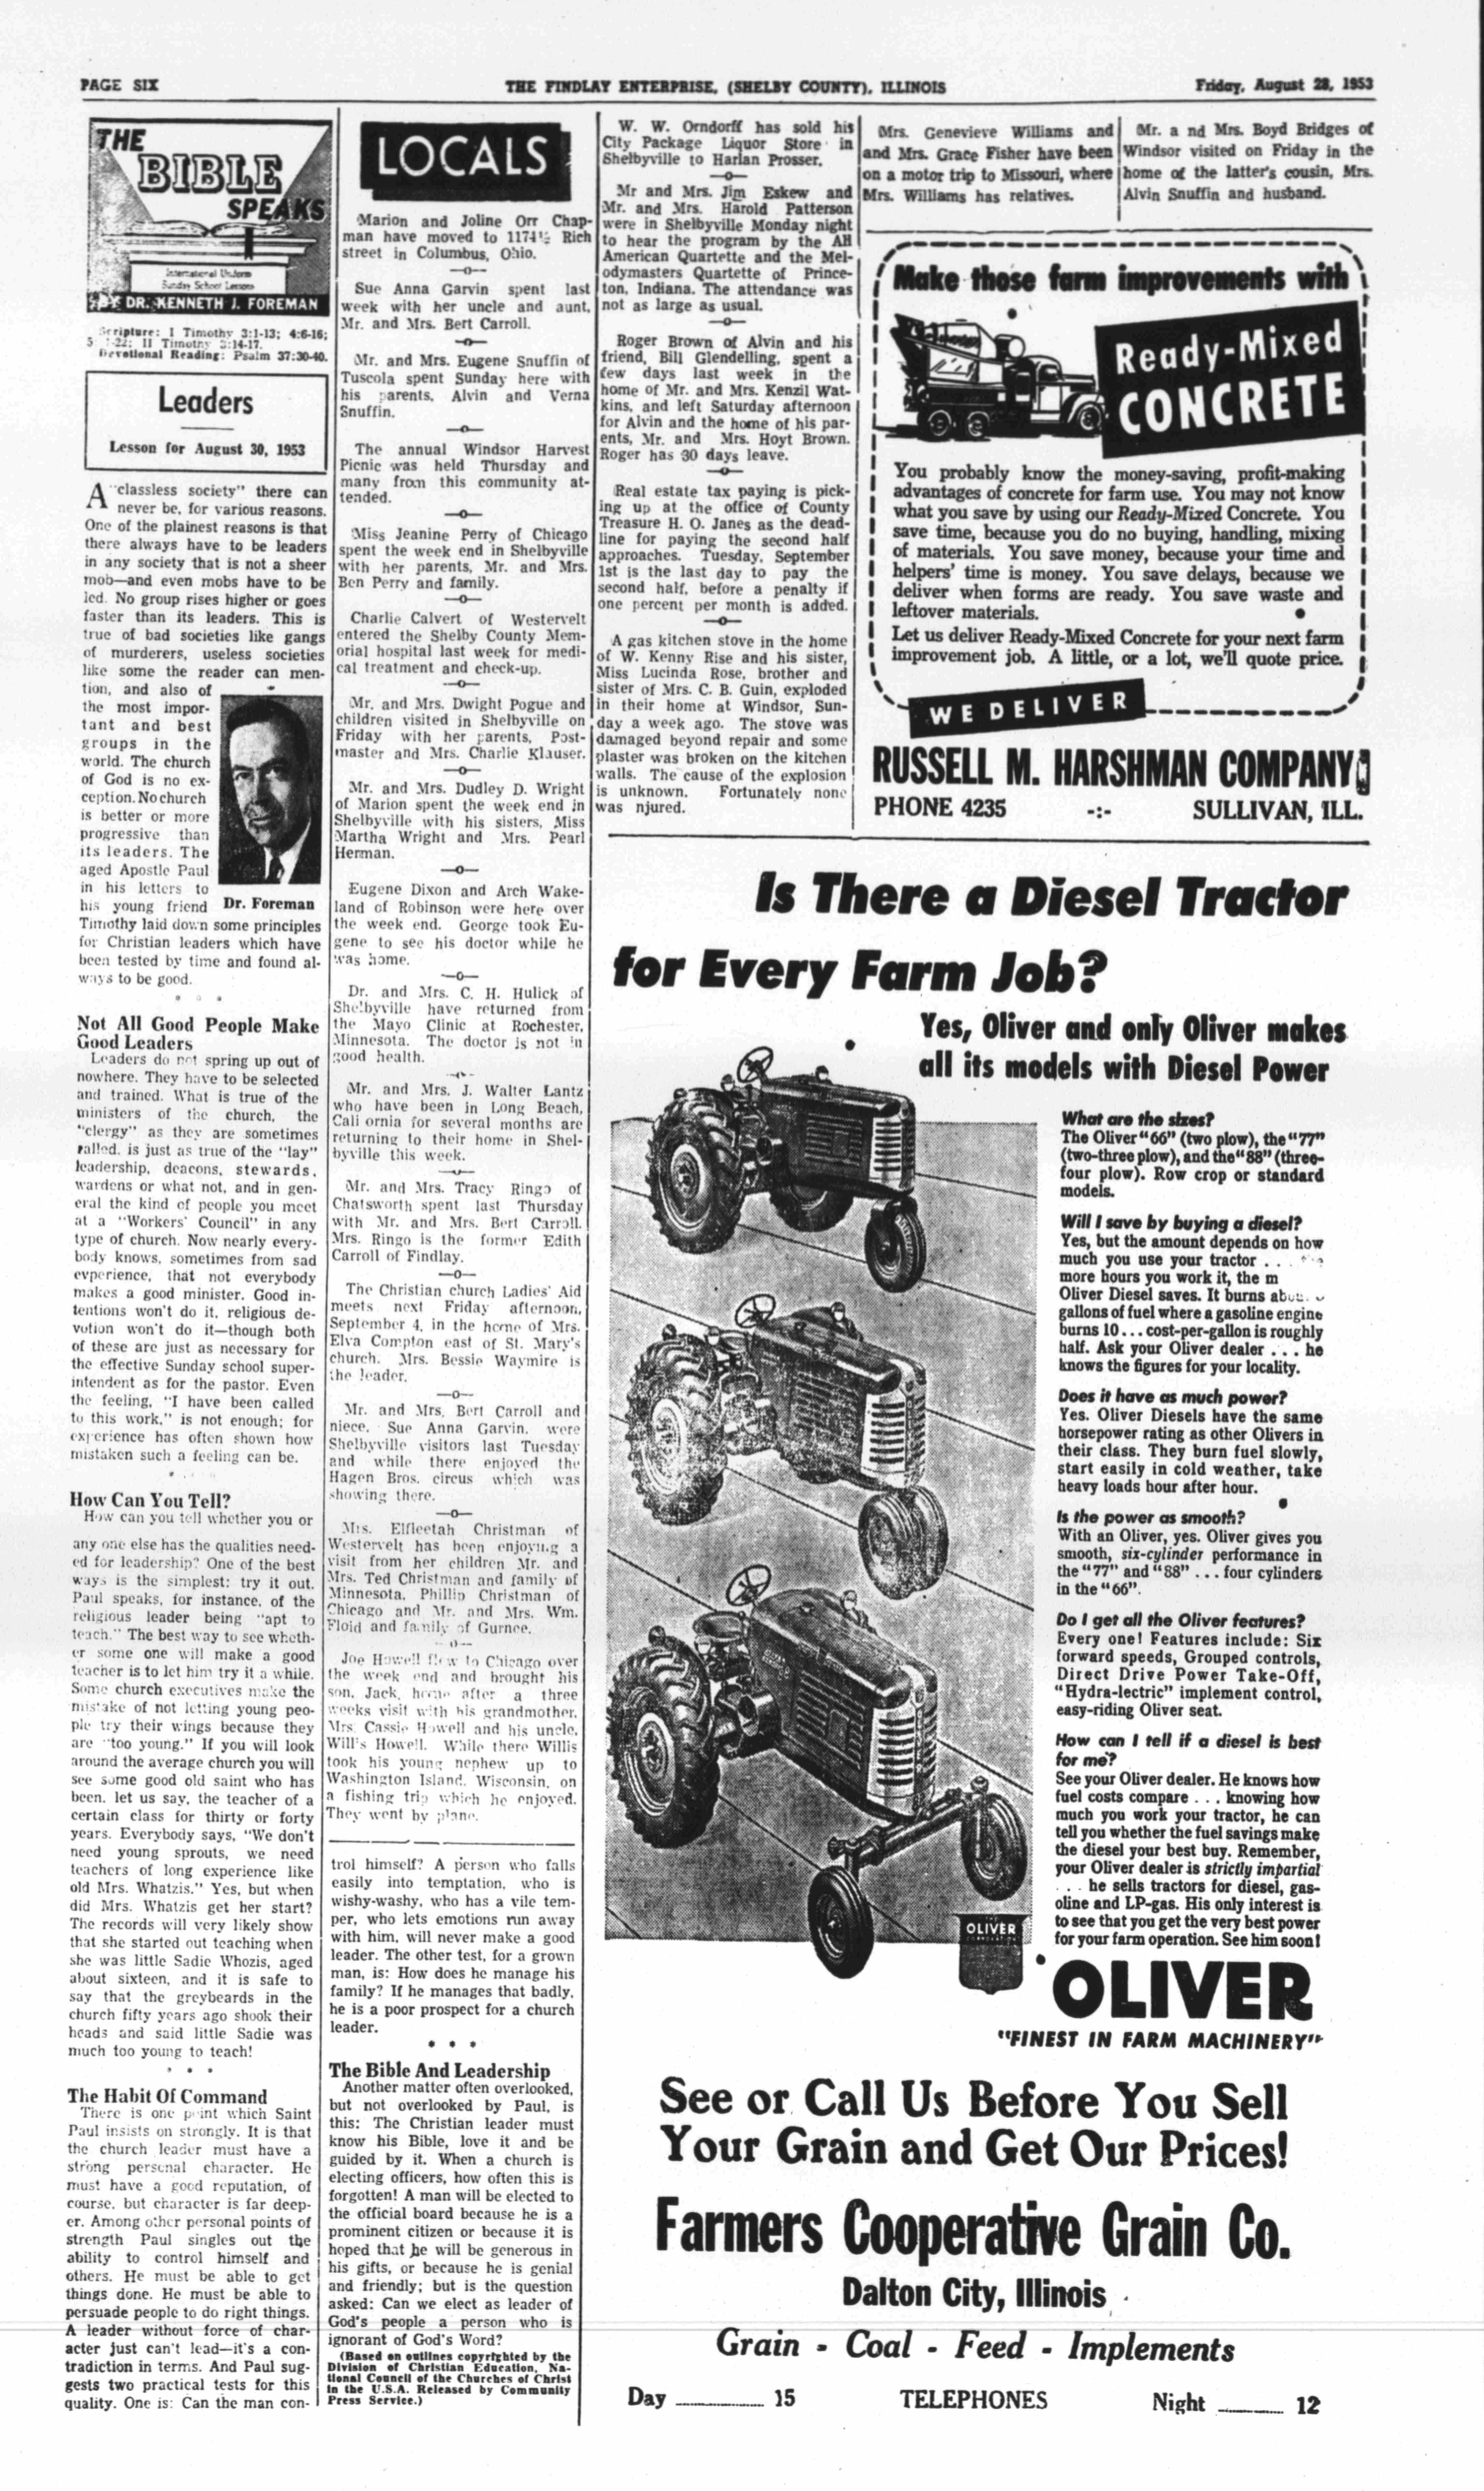 PAGE SIX
THE FINDLAY ENTERPRISE, (SHELBY COUNTY), ILLINOIS
Friday, August 28, 1953
THE
BIBLE
SPEAKS
International Uniform
Sunday School Lessons
BY DR. KENNETH J. FOREMAN
Scripture: I Timothy 3:1-13; 4:6-16;
5 :-22; II Timothy 2:14-17.
Devotional Reading: Psalm 37:30-40.
Leaders
Lesson for August 30, 1953
A "classless society" there can
never be, for various reasons.
One of the plainest reasons is that
there always have to be leaders
in any society that is not a sheer
mob—and even mobs have to be
led. No group rises higher or goes
faster than its leaders. This is
true of bad societies like gangs
of murderers, useless societies
like some the reader can men-
tion, and also of
the most impor-
tant and best
groups in the
world. The church
of God is no ex-
ception. No church
is better or more
progressive than
its leaders. The
aged Apostle Paul
in his letters to
his young friend
Dr. Foreman
Timothy laid down some principles
for Christian leaders which have
been tested by time and found al-
ways to be good.
* * *
Not All Good People Make
Good Leaders
Leaders do not spring up out of
nowhere. They have to be selected
and trained. What is true of the
ministers of the church, the
"clergy" as they are sometimes
called, is just as true of the "lay"
leadership, deacons, stewards,
wardens or what not, and in gen-
eral the kind of people you meet
at a "Workers' Council" in any
type of church. Now nearly every-
body knows, sometimes from sad
evperience, that not everybody
makes a good minister. Good in-
tentions won't do it, religious de-
votion won't do it—though both
of these are just as necessary for
the effective Sunday school super-
intendent as for the pastor. Even
the feeling, "I have been called
to this work," is not enough; for
experience has often shown how
mistaken such a feeling can be.
How Can You Tell?
How can you tell whether you or
any one else has the qualities need-
ed for leadership? One of the best
ways is the simplest: try it out.
Paul speaks, for instance, of the
religious leader being "apt to
teach." The best way to see wheth-
er some one will make a good
teacher is to let him try it a while.
Some church executives make the
mistake of not letting young peo-
ple try their wings because they
are "too young." If you will look
around the average church you will
see some good old saint who has
been, let us say, the teacher of a
certain class for thirty or forty
years. Everybody says, "We don't
need young sprouts, we need
teachers of long experience like
old Mrs. Whatzis." Yes, but when
did Mrs. Whatzis get her start?
The records will very likely show
that she started out teaching when
she was little Sadie Whozis, aged
about sixteen, and it is safe to
say that the greybeards in the
church fifty years ago shook their
heads and said little Sadie was
much too young to teach!
* * *
The Habit Of Command
There is one point which Saint
Paul insists on strongly. It is that
the church leader must have a
strong personal character. He
must have a good reputation, of
course, but character is far deep-
er. Among other personal points of
strength Paul singles out the
ability to control himself and
others. He must be able to get
things done. He must be able to
persuade people to do right things.
A leader without force of char-
acter just can't lead—it's a con-
tradiction in terms. And Paul sug-
gests two practical tests for this
quality. One is: Can the man con-
LOCALS
Marion and Joline Orr Chap-
man have moved to 1174½ Rich
street in Columbus, Ohio.
—o—
Sue Anna Garvin spent last
week with her uncle and aunt,
Mr. and Mrs. Bert Carroll.
—o—
Mr. and Mrs. Eugene Snuffin of
Tuscola spent Sunday here with
his parents, Alvin and Verna
Snuffin.
—o—
The annual Windsor Harvest
Picnic was held Thursday and
many from this community at-
tended.
—o—
Miss Jeanine Perry of Chicago
spent the week end in Shelbyville
with her parents, Mr. and Mrs.
Ben Perry and family.
—o—
Charlie Calvert of Westervelt
entered the Shelby County Mem-
orial hospital last week for medi-
cal treatment and check-up.
—o—
Mr. and Mrs. Dwight Pogue and
children visited in Shelbyville on
Friday with her parents, Post-
master and Mrs. Charlie Klauser.
—o—
Mr. and Mrs. Dudley D. Wright
of Marion spent the week end in
Shelbyville with his sisters, Miss
Martha Wright and Mrs. Pearl
Herman.
—o—
Eugene Dixon and Arch Wake-
land of Robinson were here over
the week end. George took Eu-
gene to see his doctor while he
was home.
—o—
Dr. and Mrs. C. H. Hulick of
Shelbyville have returned from
the Mayo Clinic at Rochester,
Minnesota. The doctor is not in
good health.
—o—
Mr. and Mrs. J. Walter Lantz
who have been in Long Beach,
Cali ornia for several months are
returning to their home in Shel-
byville this week.
—o—
Mr. and Mrs. Tracy Ringo of
Chatsworth spent last Thursday
with Mr. and Mrs. Bert Carroll.
Mrs. Ringo is the former Edith
Carroll of Findlay.
—o—
The Christian church Ladies' Aid
meets next Friday afternoon,
September 4, in the home of Mrs.
Elva Compton east of St. Mary's
church. Mrs. Bessie Waymire is
the leader.
—o—
Mr. and Mrs. Bert Carroll and
niece, Sue Anna Garvin, were
Shelbyville visitors last Tuesday
and while there enjoyed the
Hagen Bros. circus which was
showing there.
—o—
Mrs. Elfleetah Christman of
Westervelt has been enjoying a
visit from her children Mr. and
Mrs. Ted Christman and family of
Minnesota, Phillip Christman of
Chicago and Mr. and Mrs. Wm.
Floid and family of Gurnee.
—o—
Joe Howell flew to Chicago over
the week end and brought his
son, Jack, home after a three
weeks visit with his grandmother,
Mrs. Cassie Howell and his uncle,
Will's Howell. While there Willis
took his young nephew up to
Washington Island, Wisconsin, on
a fishing trip which he enjoyed.
They went by plane.
trol himself? A person who falls
easily into temptation, who is
wishy-washy, who has a vile tem-
per, who lets emotions run away
with him, will never make a good
leader. The other test, for a grown
man, is: How does he manage his
family? If he manages that badly,
he is a poor prospect for a church
leader.
* * *
The Bible And Leadership
Another matter often overlooked,
but not overlooked by Paul, is
this: The Christian leader must
know his Bible, love it and be
guided by it. When a church is
electing officers, how often this is
forgotten! A man will be elected to
the official board because he is a
prominent citizen or because it is
hoped that he will be generous in
his gifts, or because he is genial
and friendly; but is the question
asked: Can we elect as leader of
God's people a person who is
ignorant of God's Word?
(Based on outlines copyrighted by the
Division of Christian Education, Na-
tional Council of the Churches of Christ
in the U.S.A. Released by Community
Press Service.)
W. W. Orndorff has sold his
City Package Liquor Store in
Shelbyville to Harlan Prosser.
—o—
Mr and Mrs. Jim Eskew and
Mr. and Mrs. Harold Patterson
were in Shelbyville Monday night
to hear the program by the All
American Quartette and the Mel-
odymasters Quartette of Prince-
ton, Indiana. The attendance was
not as large as usual.
—o—
Roger Brown of Alvin and his
friend, Bill Glendelling, spent a
few days last week in the
home of Mr. and Mrs. Kenzil Wat-
kins, and left Saturday afternoon
for Alvin and the home of his par-
ents, Mr. and Mrs. Hoyt Brown.
Roger has 30 days leave.
—o—
Real estate tax paying is pick-
ing up at the office of County
Treasure H. O. Janes as the dead-
line for paying the second half
approaches. Tuesday, September
1st is the last day to pay the
second half, before a penalty if
one percent per month is added.
—o—
A gas kitchen stove in the home
of W. Kenny Rise and his sister,
Miss Lucinda Rose, brother and
sister of Mrs. C. B. Guin, exploded
in their home at Windsor, Sun-
day a week ago. The stove was
damaged beyond repair and some
plaster was broken on the kitchen
walls. The cause of the explosion
is unknown. Fortunately none
was njured.
Mrs. Genevieve Williams and
and Mrs. Grace Fisher have been
on a motor trip to Missouri, where
Mrs. Williams has relatives.
Mr. a nd Mrs. Boyd Bridges of
Windsor visited on Friday in the
home of the latter's cousin, Mrs.
Alvin Snuffin and husband.
Make those farm improvements with
Ready-Mixed
CONCRETE
You probably know the money-saving, profit-making
advantages of concrete for farm use. You may not know
what you save by using our Ready-Mixed Concrete. You
save time, because you do no buying, handling, mixing
of materials. You save money, because your time and
helpers' time is money. You save delays, because we
deliver when forms are ready. You save waste and
leftover materials.
Let us deliver Ready-Mixed Concrete for your next farm
improvement job. A little, or a lot, we'll quote price.
WE DELIVER
RUSSELL M. HARSHMAN COMPANY
PHONE 4235 -:- SULLIVAN, ILL.
Is There a Diesel Tractor
for Every Farm Job?
Yes, Oliver and only Oliver makes
all its models with Diesel Power
What are the sizes?
The Oliver "66" (two plow), the "77"
(two-three plow), and the "88" (three-
four plow). Row crop or standard
models.
Will I save by buying a diesel?
Yes, but the amount depends on how
much you use your tractor . . .
more hours you work it, the m
Oliver Diesel saves. It burns
gallons of fuel where a gasoline engine
burns 10 . . . cost-per-gallon is roughly
half. Ask your Oliver dealer . . . he
knows the figures for your locality.
Does it have as much power?
Yes. Oliver Diesels have the same
horsepower rating as other Olivers in
their class. They burn fuel slowly,
start easily in cold weather, take
heavy loads hour after hour.
Is the power as smooth?
With an Oliver, yes. Oliver gives you
smooth, six-cylinder performance in
the "77" and "88" . . . four cylinders
in the "66".
Do I get all the Oliver features?
Every one! Features include: Six
forward speeds, Grouped controls,
Direct Drive Power Take-Off,
"Hydra-lectric" implement control,
easy-riding Oliver seat.
How can I tell if a diesel is best
for me?
See your Oliver dealer. He knows how
fuel costs compare . . . knowing how
much you work your tractor, he can
tell you whether the fuel savings make
the diesel your best buy. Remember,
your Oliver dealer is strictly impartial
. . . he sells tractors for diesel, gas-
oline and LP-gas. His only interest is
to see that you get the very best power
for your farm operation. See him soon!
OLIVER
OLIVER
"FINEST IN FARM MACHINERY"
See or Call Us Before You Sell
Your Grain and Get Our Prices!
Farmers Cooperative Grain Co.
Dalton City, Illinois
Grain - Coal - Feed - Implements
Day ________ 15 TELEPHONES Night ________ 12